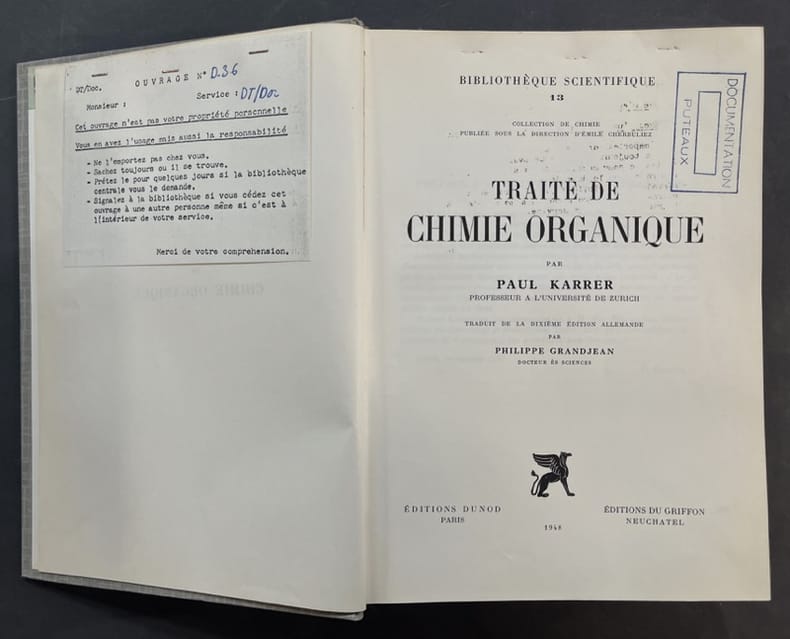 OUVRAGE N° D.36
DT/Doc.
Service : DT/Doc
Monsieur :
Cet ouvrage n'est pas votre propriété personnelle
Vous en avez l'usage mais aussi la responsabilité
- Ne l'emportez pas chez vous.
- Sachez toujours ou il se trouve.
- Prêtez le pour quelques jours si la bibliothèque
centrale vous le demande.
- Signalez à la bibliothèque si vous cédez cet
ouvrage à une autre personne même si c'est à
l'intérieur de votre service.
Merci de votre comprehension.
BIBLIOTHÈQUE SCIENTIFIQUE
13
COLLECTION DE CHIMIE
PUBLIÉE SOUS LA DIRECTION D'ÉMILE CHERBULIEZ
DOCUMENTATION
PUTEAUX
TRAITÉ DE
CHIMIE ORGANIQUE
PAR
PAUL KARRER
PROFESSEUR A L'UNIVERSITÉ DE ZURICH
TRADUIT DE LA DIXIÈME ÉDITION ALLEMANDE
PAR
PHILIPPE GRANDJEAN
DOCTEUR ÈS SCIENCES
ÉDITIONS DUNOD
PARIS
1948
ÉDITIONS DU GRIFFON
NEUCHATEL